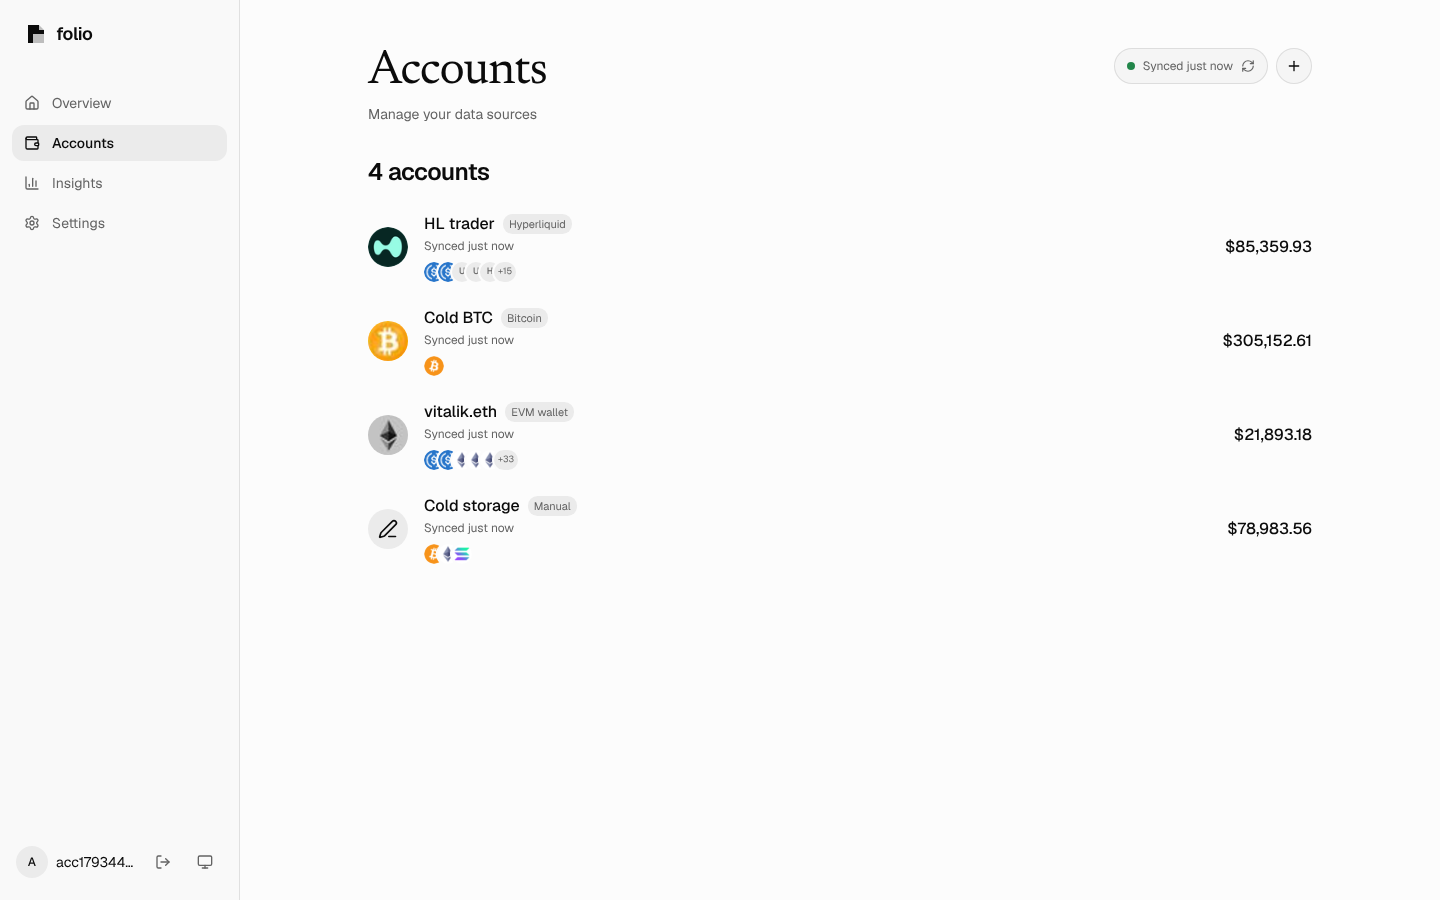 folio
Overview
Accounts
Insights
Settings
A
acc179344...
Accounts
Manage your data sources
Synced just now
4 accounts
HL trader
Hyperliquid
Synced just now
U
U
H
+15
$85,359.93
Cold BTC
Bitcoin
Synced just now
$305,152.61
vitalik.eth
EVM wallet
Synced just now
+33
$21,893.18
Cold storage
Manual
Synced just now
$78,983.56